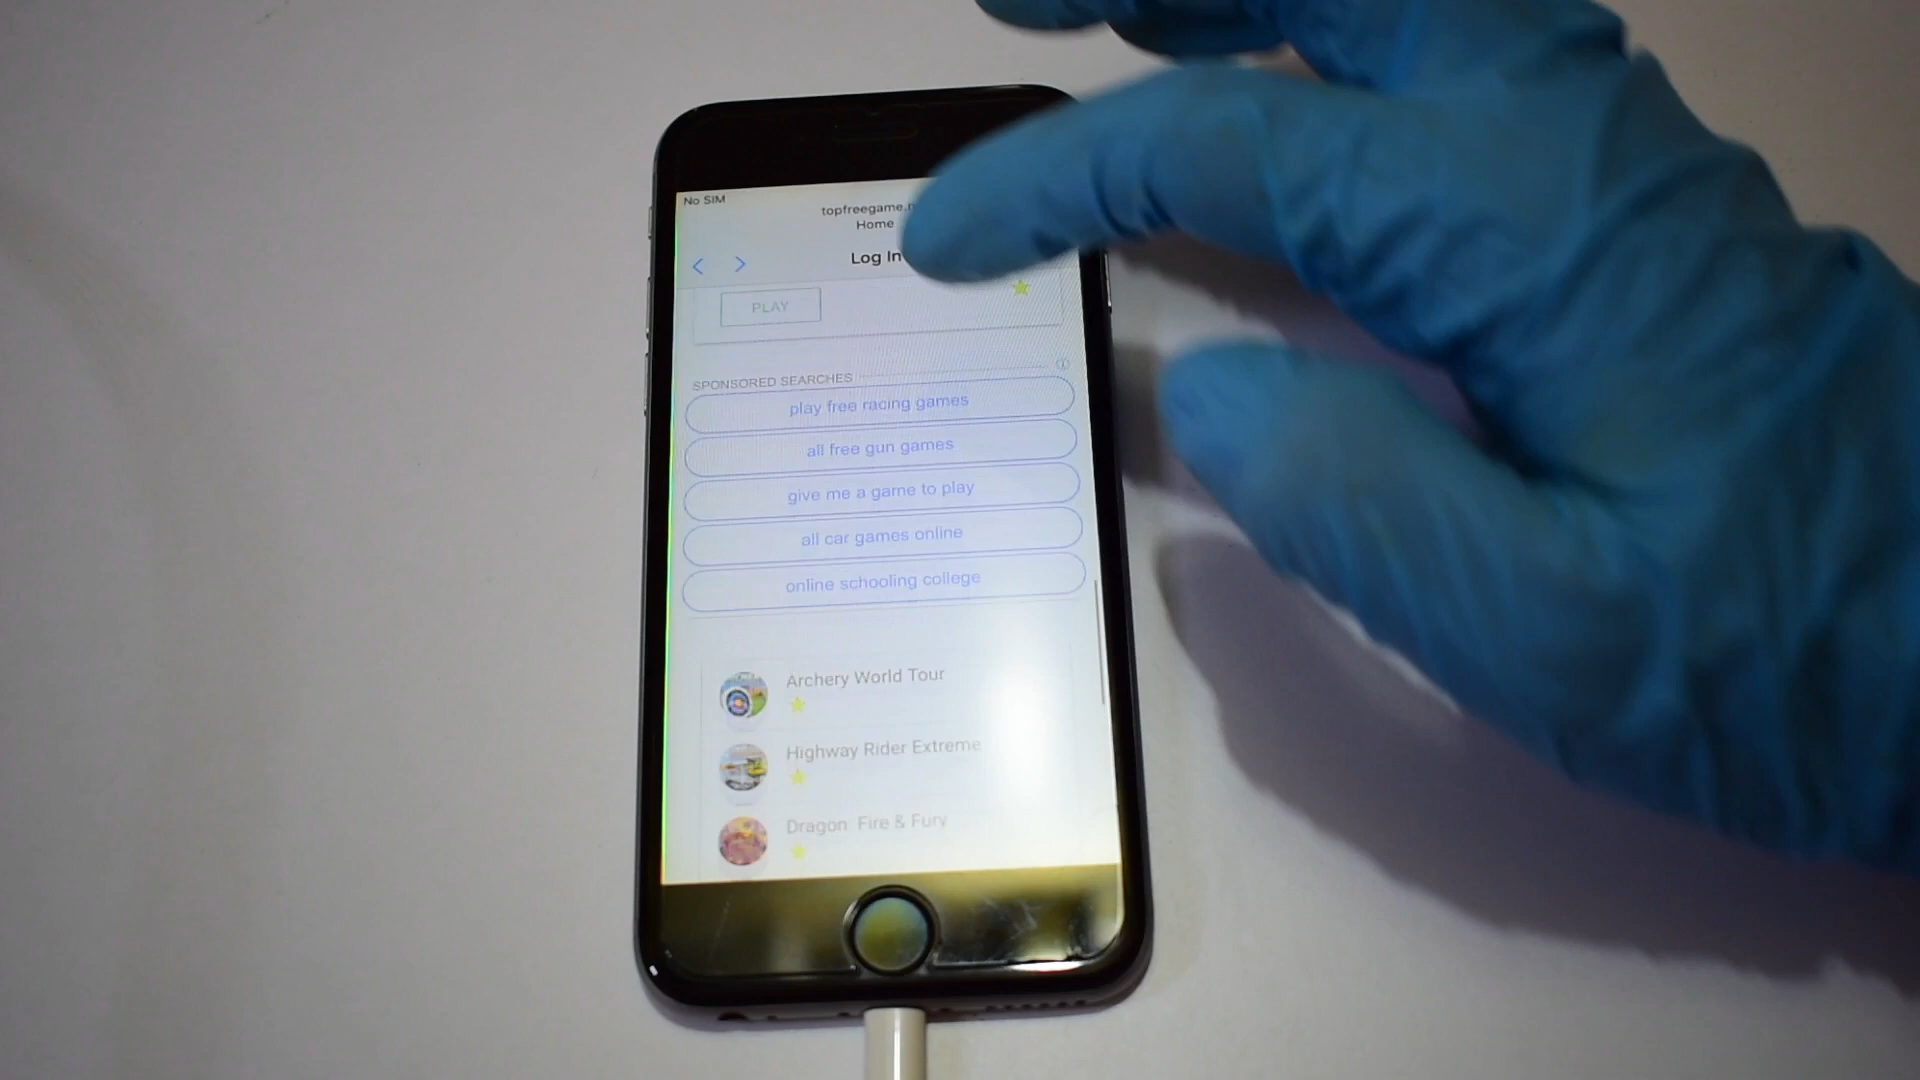 No SIM
topfreegame.n
Home
Log In
PLAY
SPONSORED SEARCHES
play free racing games
all free gun games
give me a game to play
all car games online
online schooling college
Archery World Tour
Highway Rider Extreme
Dragon: Fire & Fury